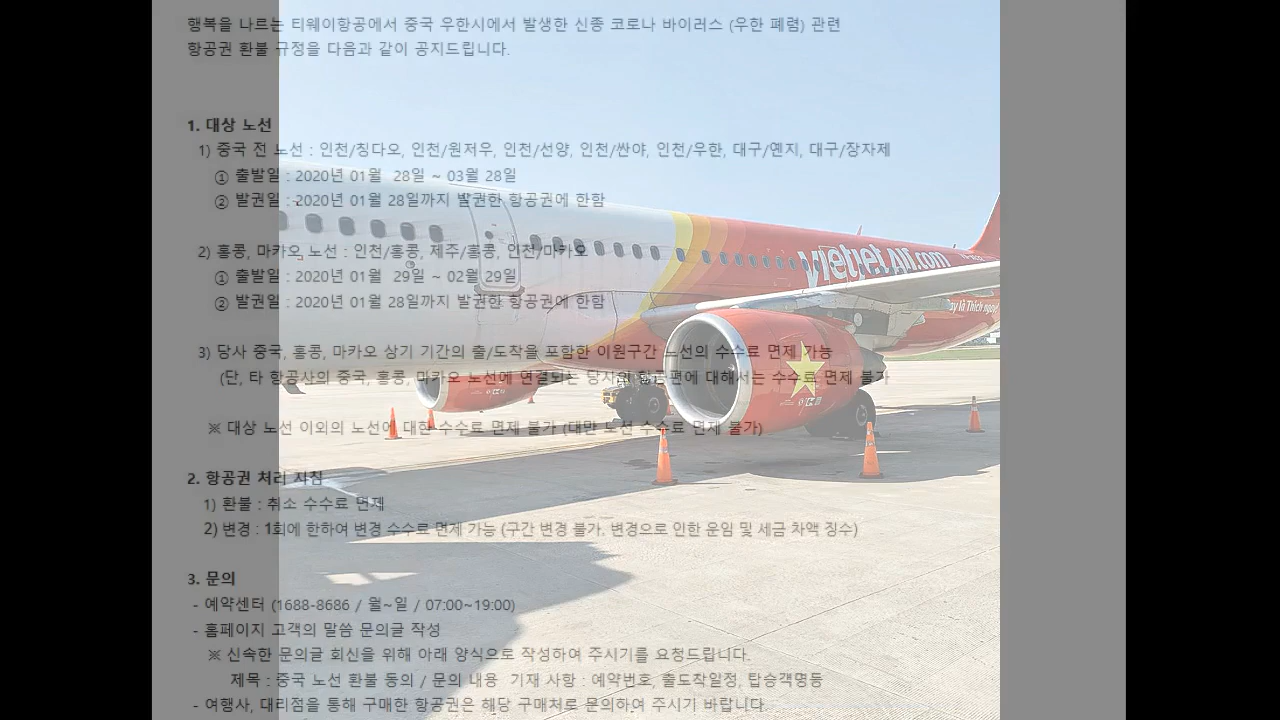 행복을 나르는 티웨이항공에서 중국 우한시에서 발생한 신종 코로나 바이러스 (우한 폐렴) 관련
항공권 환불 규정을 다음과 같이 공지드립니다.
1. 대상 노선
1) 중국 전 노선 : 인천/칭다오, 인천/원저우, 인천/선양, 인천/싼야, 인천/우한, 대구/옌지, 대구/장자제
① 출발일 : 2020년 01월 28일 ~ 03월 28일
② 발권일 : 2020년 01월 28일까지 발권한 항공권에 한함
2) 홍콩, 마카오 노선 : 인천/홍콩, 제주/홍콩, 인천/마카오
① 출발일 : 2020년 01월 29일 ~ 02월 29일
② 발권일 : 2020년 01월 28일까지 발권한 항공권에 한함
vietjetAir.com
3) 당사 중국, 홍콩, 마카오 상기 기간의 출/도착을 포함한 이원구간 노선의 수수료 면제 가능
(단, 타 항공사의 중국, 홍콩, 마카오 노선에 연결되는 당사의 항공편에 대해서는 수수료 면제 불가
※ 대상 노선 이외의 노선에 대한 수수료 면제 불가 (대만 노선 수수료 면제 불가)
2. 항공권 처리 지침
1) 환불 : 취소 수수료 면제
2) 변경 : 1회에 한하여 변경 수수료 면제 가능 (구간 변경 불가, 변경으로 인한 운임 및 세금 차액 징수)
3. 문의
- 예약센터 (1688-8686 / 월~일 / 07:00~19:00)
- 홈페이지 고객의 말씀 문의글 작성
※ 신속한 문의글 회신을 위해 아래 양식으로 작성하여 주시기를 요청드립니다.
제목 : 중국 노선 환불 동의 / 문의 내용 기재 사항 : 예약번호, 출도착일정, 탑승객명등
- 여행사, 대리점을 통해 구매한 항공권은 해당 구매처로 문의하여 주시기 바랍니다.